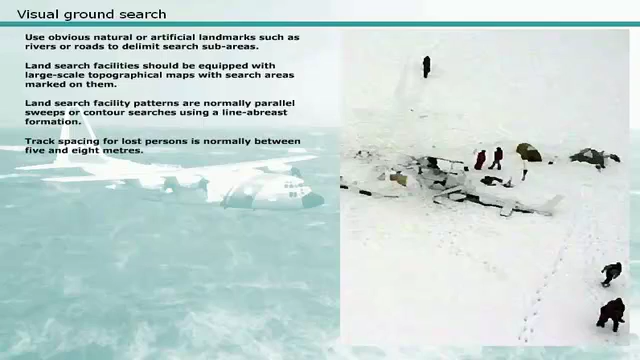 Visual ground search
Use obvious natural or artificial landmarks such as
rivers or roads to delimit search sub-areas.
Land search facilities should be equipped with
large-scale topographical maps with search areas
marked on them.
Land search facility patterns are normally parallel
sweeps or contour searches using a line-abreast
formation.
Track spacing for lost persons is normally between
five and eight metres.